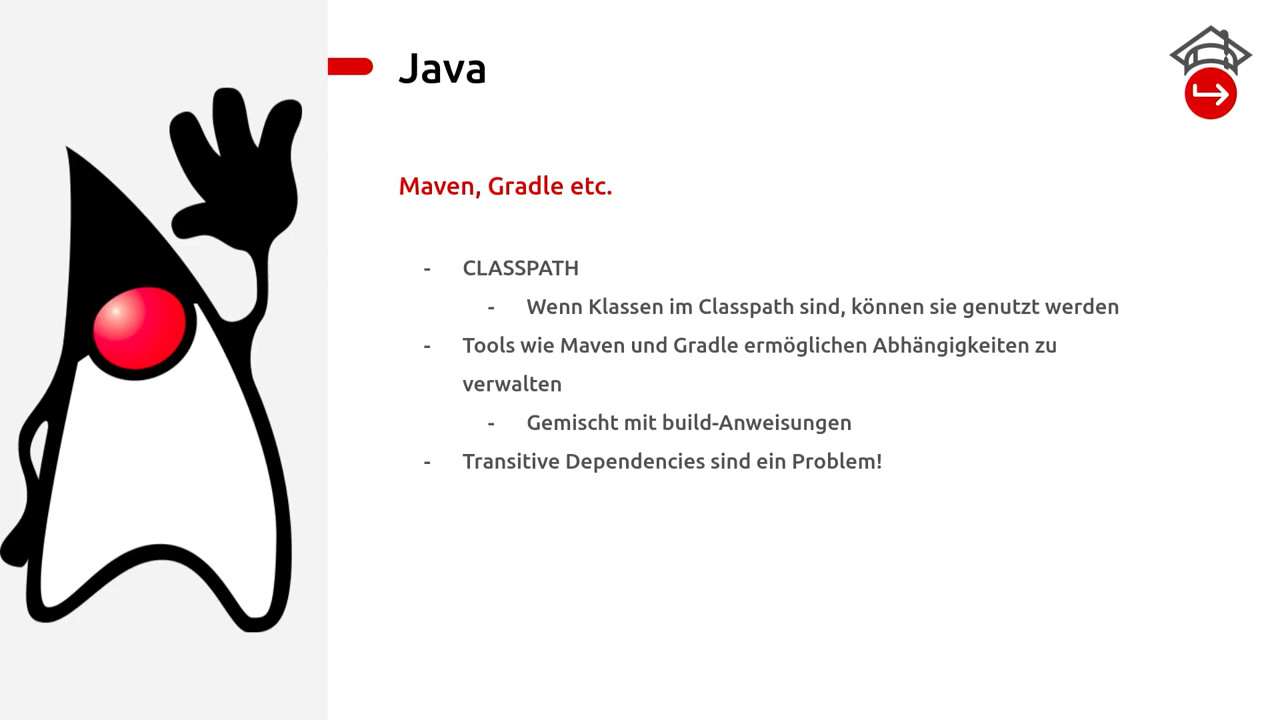 Java
Maven, Gradle etc.
- CLASSPATH
- Wenn Klassen im Classpath sind, können sie genutzt werden
- Tools wie Maven und Gradle ermöglichen Abhängigkeiten zu
verwalten
- Gemischt mit build-Anweisungen
- Transitive Dependencies sind ein Problem!